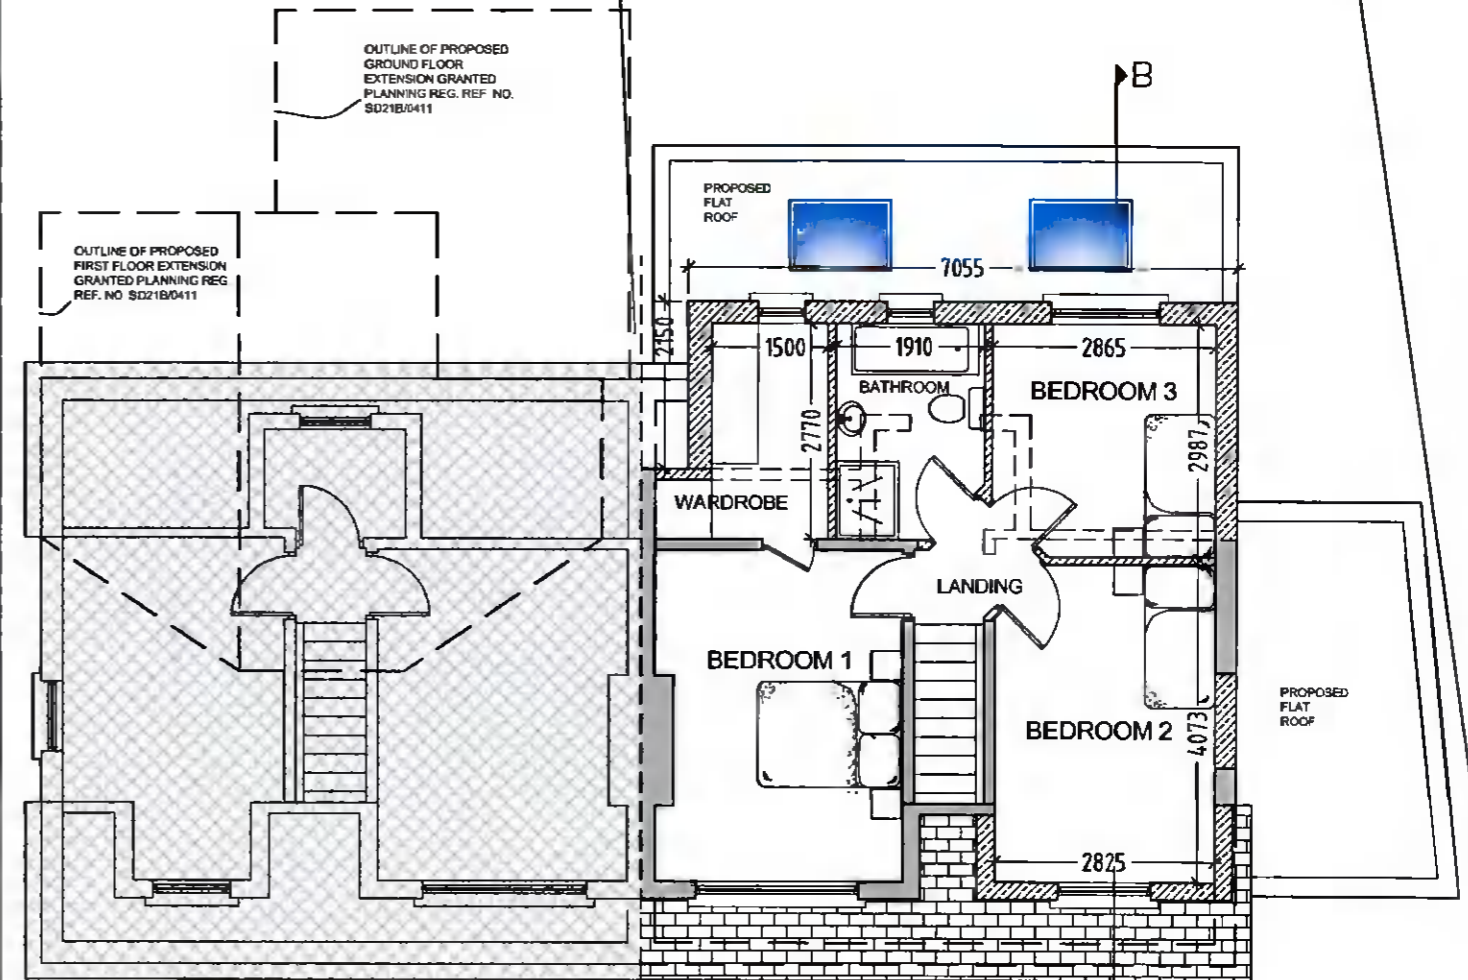 OUTLINE OF PROPOSED
GROUND FLOOR
EXTENSION GRANTED
PLANNING REG. REF NO.
SD21B/0411
B
PROPOSED
FLAT
ROOF
OUTLINE OF PROPOSED
FIRST FLOOR EXTENSION
GRANTED PLANNING REG
REF. NO SD21B/0411
7055
2150
1500
1910
2865
BATHROOM
BEDROOM 3
2770
2987
WARDROBE
LANDING
BEDROOM 1
PROPOSED
FLAT
ROOF
BEDROOM 2
4073
2825